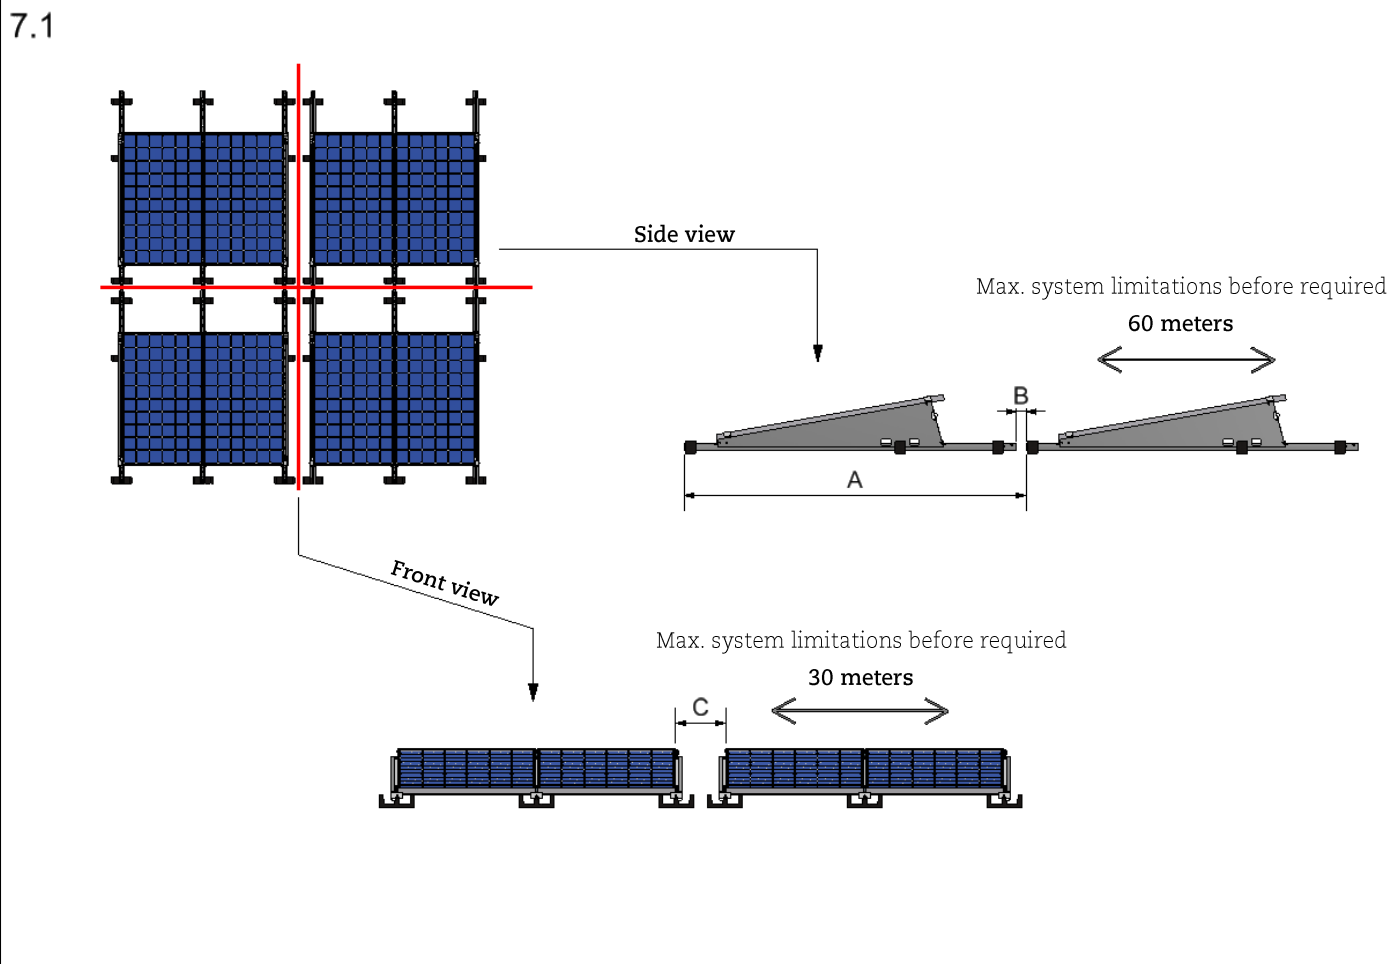 7.1
Side view
Max. system limitations before required
60 meters
B
A
Front view
Max. system limitations before required
30 meters
C